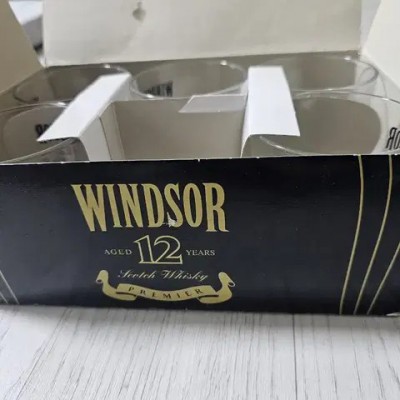 WINDSOR
AGED 12 YEARS
Scotch Whisky
PREMIER